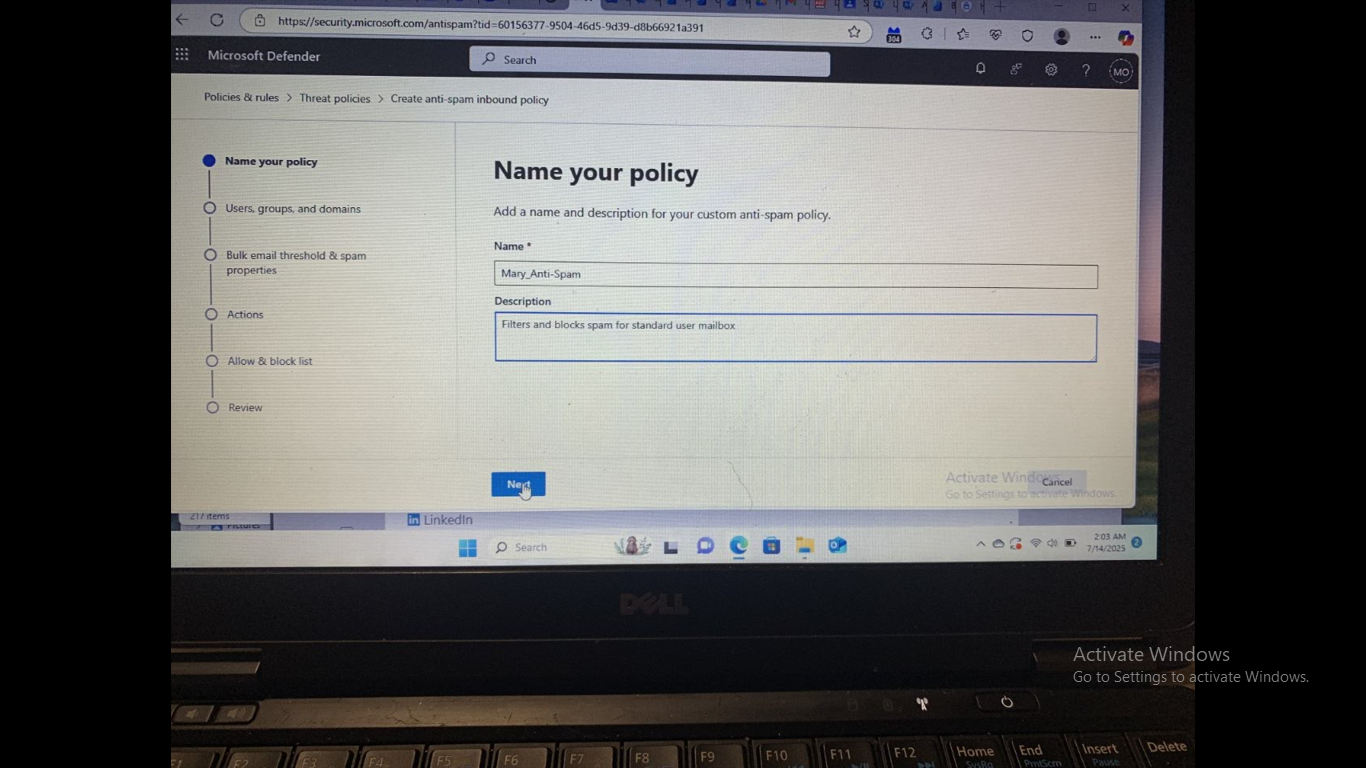 https://security.microsoft.com/antispam?tid=60156377-9504-46d5-9d39-d8b66921a391
304
Microsoft Defender
Search
MO
Policies & rules > Threat policies > Create anti-spam inbound policy
Name your policy
Users, groups, and domains
Bulk email threshold & spam
properties
Actions
Allow & block list
Review
Name your policy
Add a name and description for your custom anti-spam policy.
Name *
Mary_Anti-Spam
Description
Filters and blocks spam for standard user mailbox
Next
Cancel
Activate Windows
Go to Settings to activate Windows.
217 items
Pictures
in LinkedIn
Search
2:03 AM
7/14/2025
2
DELL
Activate Windows
Go to Settings to activate Windows.
F1 F2 F3 F4 F5 F6 F7 F8 F9 F10 F11 F12 Home End Insert Delete
SysRq PrntScrn Pause